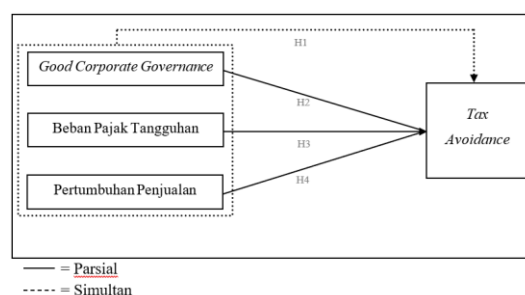 H1
Good Corporate Governance
H2
Tax
Avoidance
Beban Pajak Tangguhan
H3
H4
Pertumbuhan Penjualan
= Parsial
= Simultan